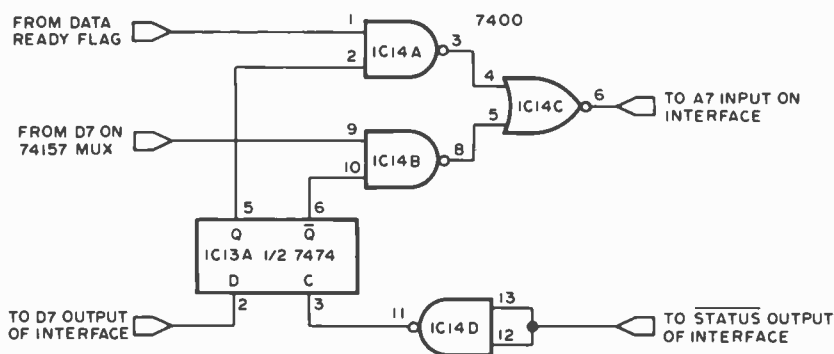 FROM DATA
READY FLAG
1
2
IC14A
3
7400
4
5
IC14C
6
TO A7 INPUT ON
INTERFACE
FROM D7 ON
74157 MUX
9
10
IC14B
8
5
6
Q
Q̅
IC13A 1/2 7474
D
C
2
3
TO D7 OUTPUT
OF INTERFACE
11
IC14D
13
12
TO S̅T̅A̅T̅U̅S̅ OUTPUT
OF INTERFACE